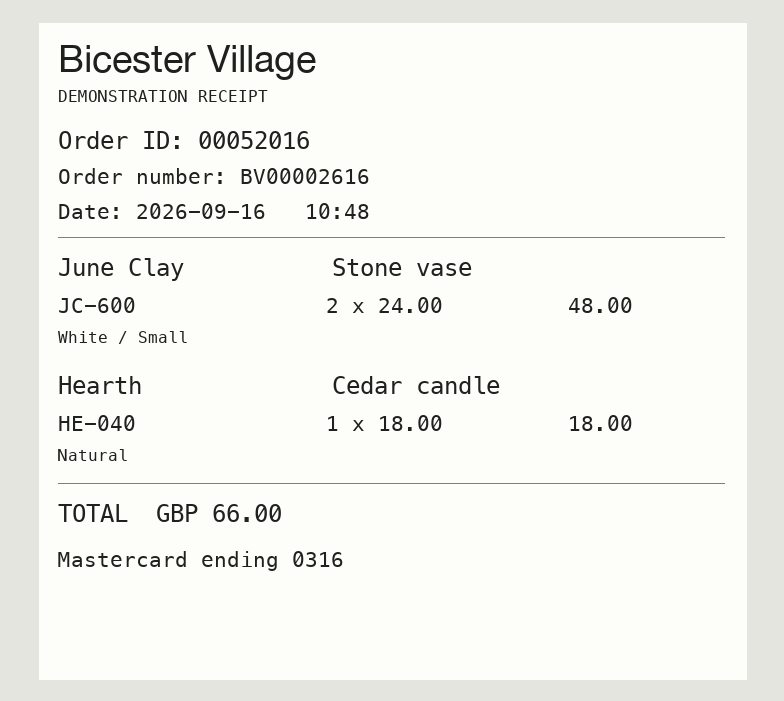 Bicester Village
DEMONSTRATION RECEIPT
Order ID: 00052016
Order number: BV00002616
Date: 2026-09-16 10:48
June Clay Stone vase
JC-600 2 x 24.00 48.00
White / Small
Hearth Cedar candle
HE-040 1 x 18.00 18.00
Natural
TOTAL GBP 66.00
Mastercard ending 0316